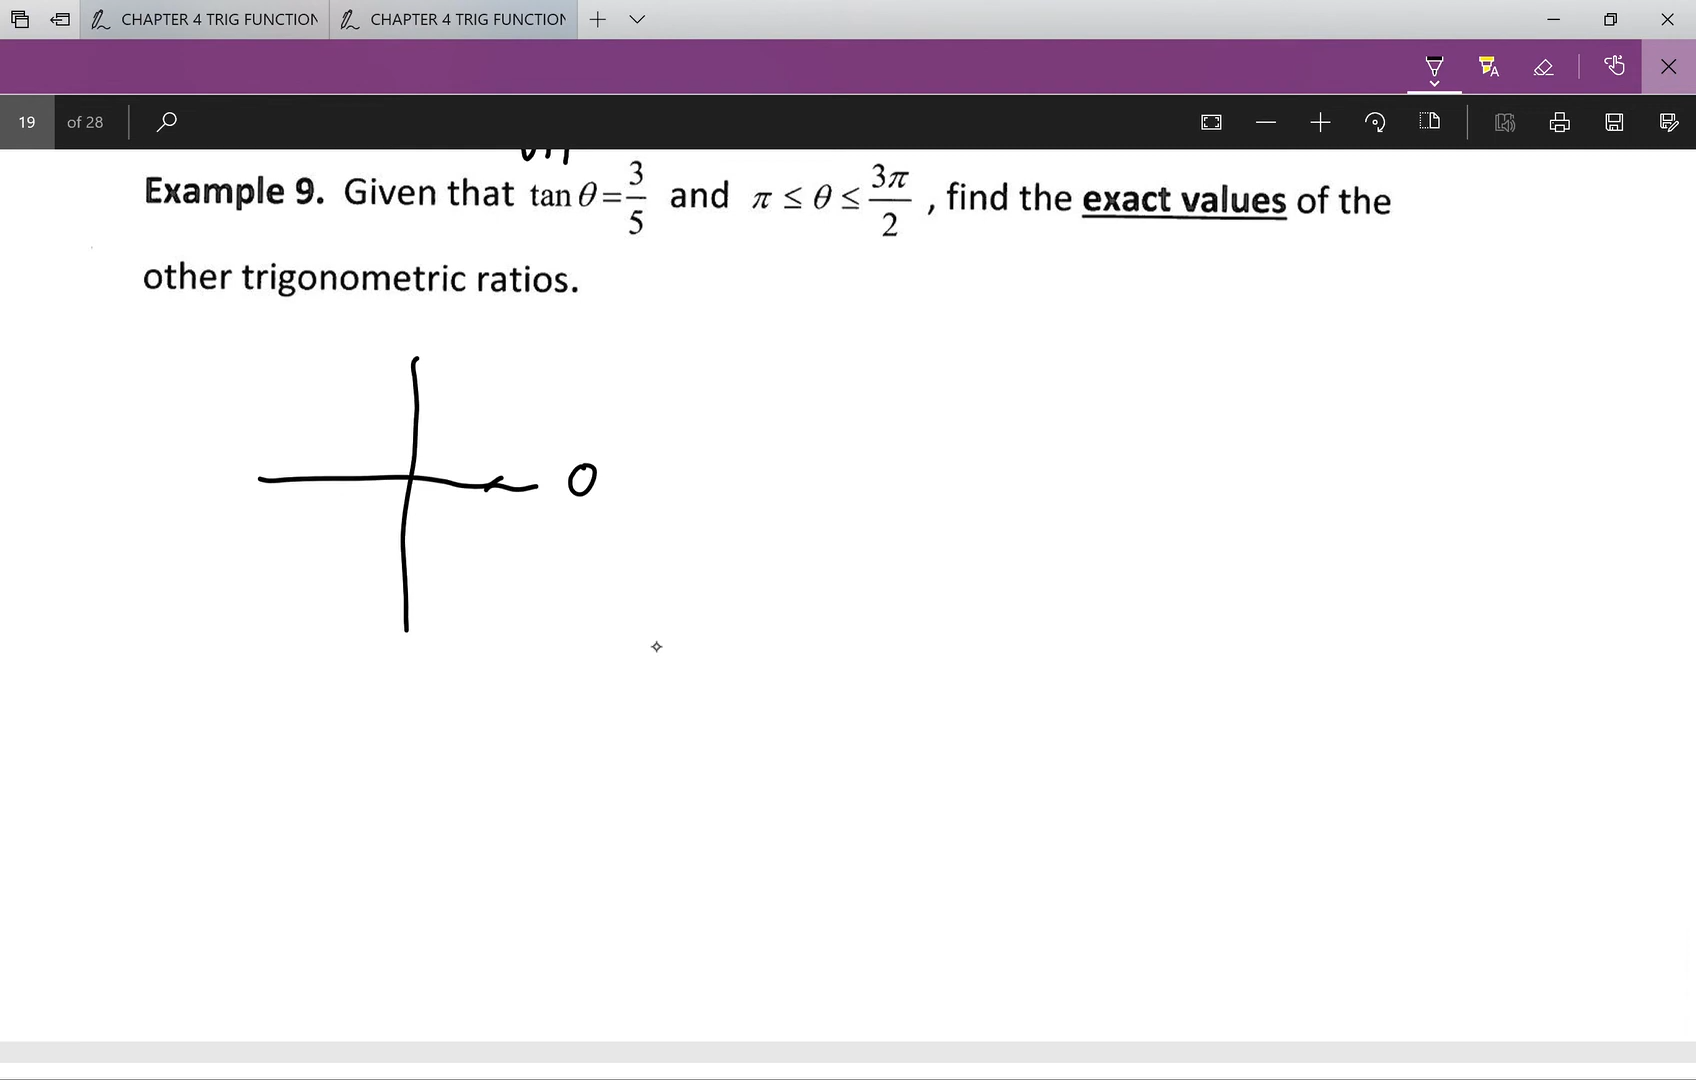 CHAPTER 4 TRIG FUNCTION
CHAPTER 4 TRIG FUNCTION
19 of 28
Example 9. Given that tan θ = 3/5 and π ≤ θ ≤ 3π/2 , find the exact values of the
other trigonometric ratios.
0